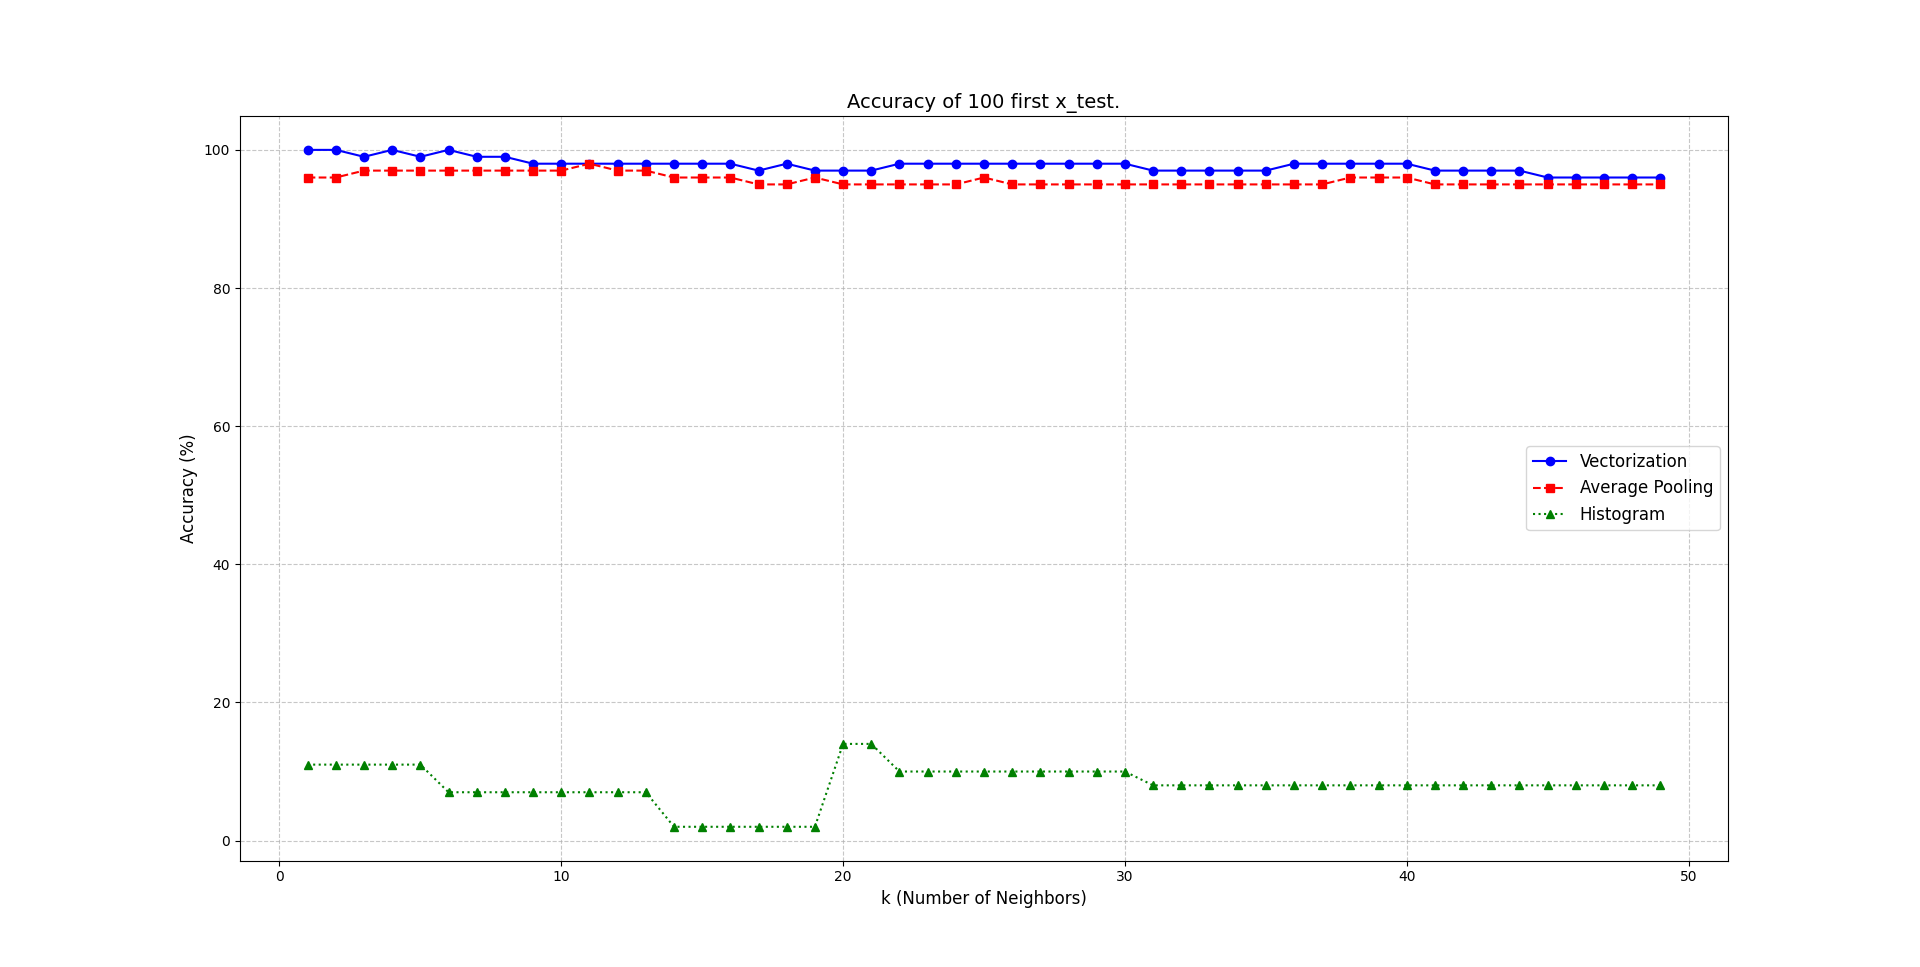 Accuracy of 100 first x_test.
Accuracy (%)
100
80
60
40
20
0
Vectorization
Average Pooling
Histogram
0 10 20 30 40 50
k (Number of Neighbors)